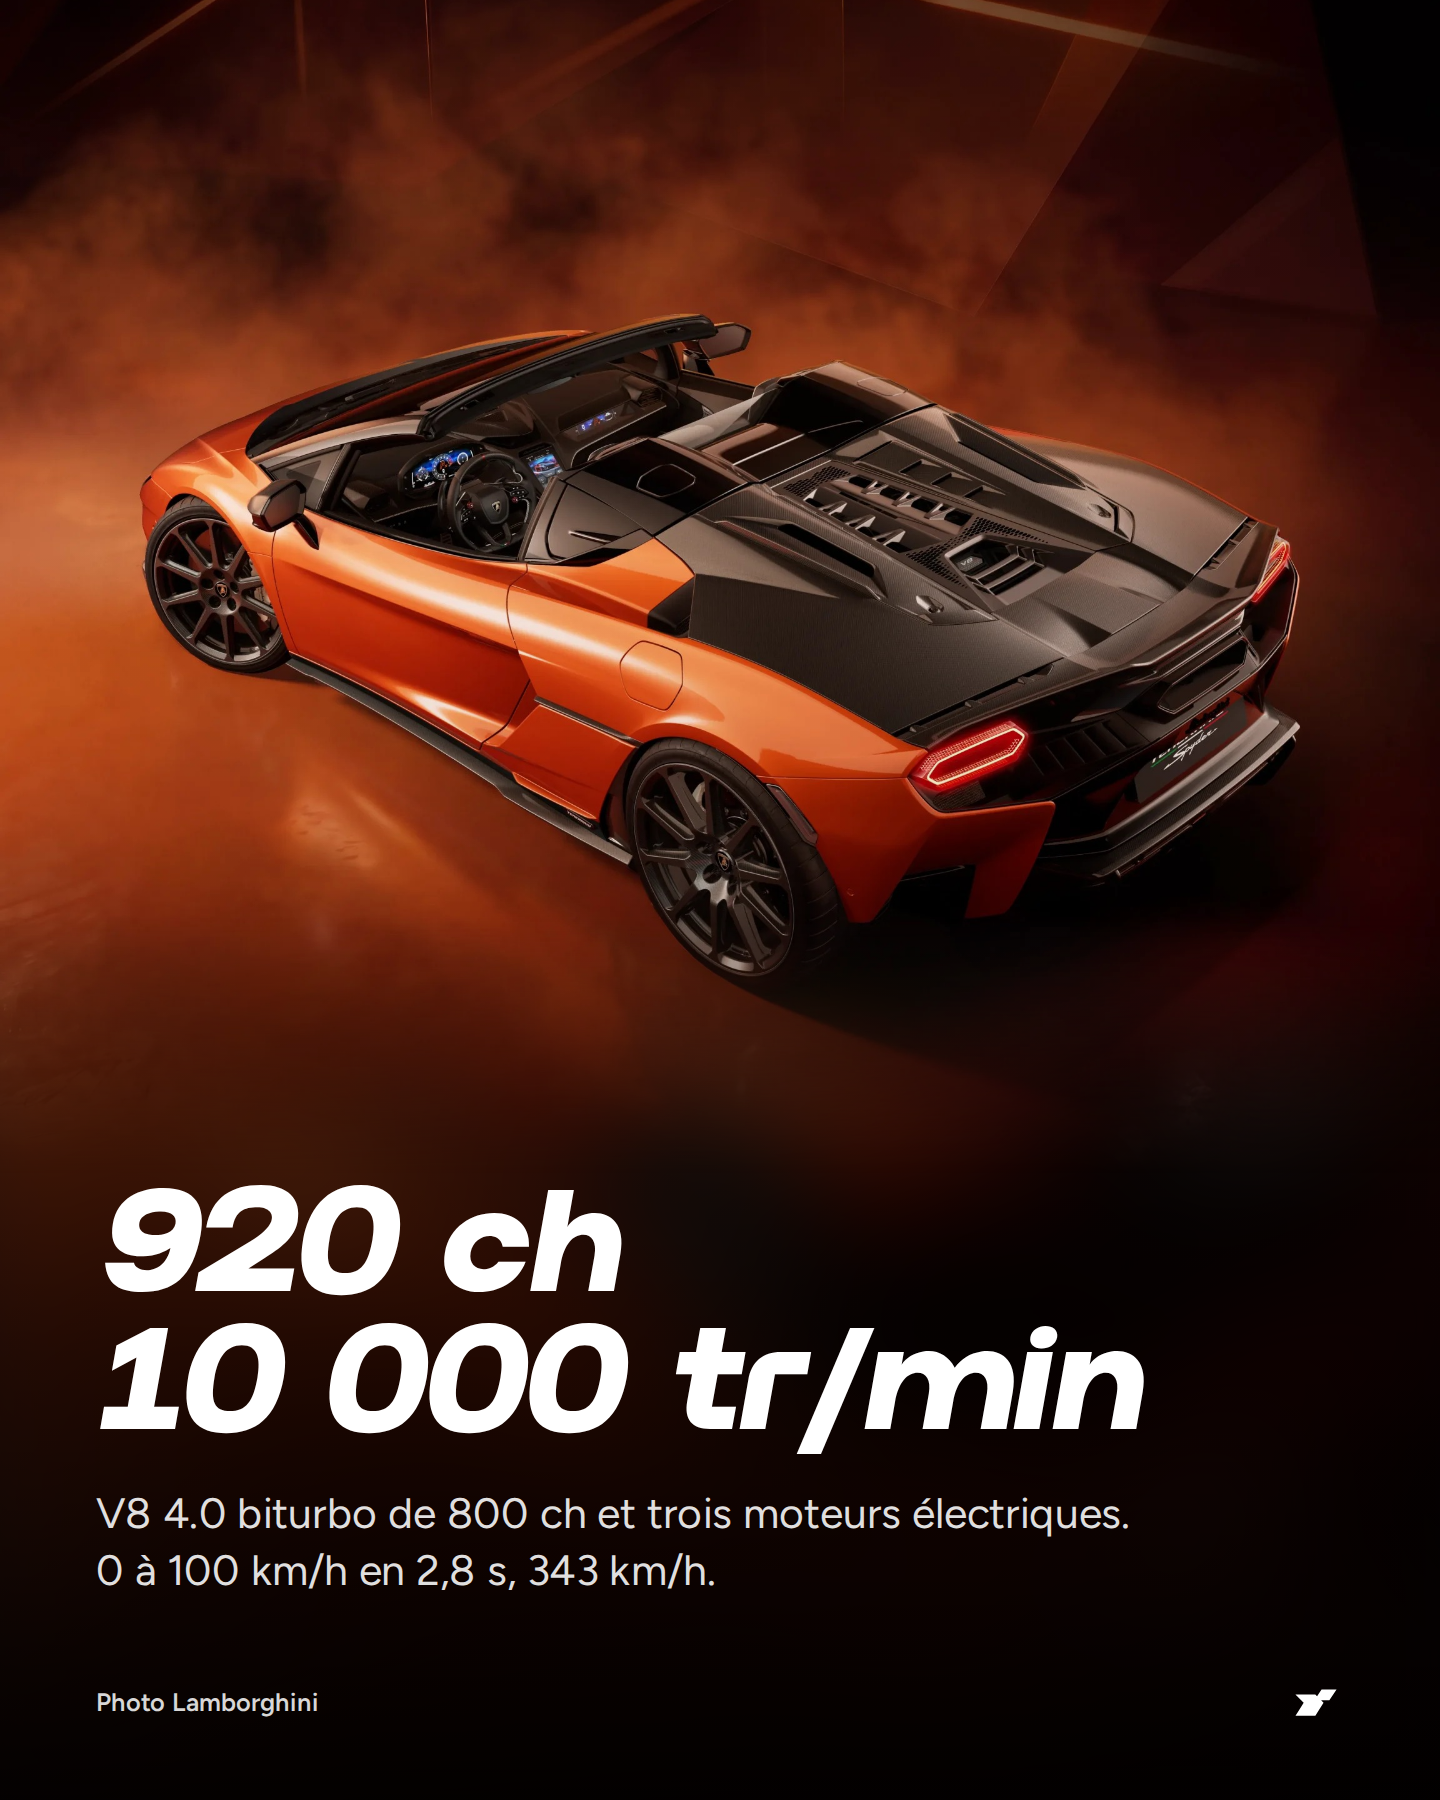 Spyder
920 ch
10 000 tr/min
V8 4.0 biturbo de 800 ch et trois moteurs électriques.
0 à 100 km/h en 2,8 s, 343 km/h.
Photo Lamborghini